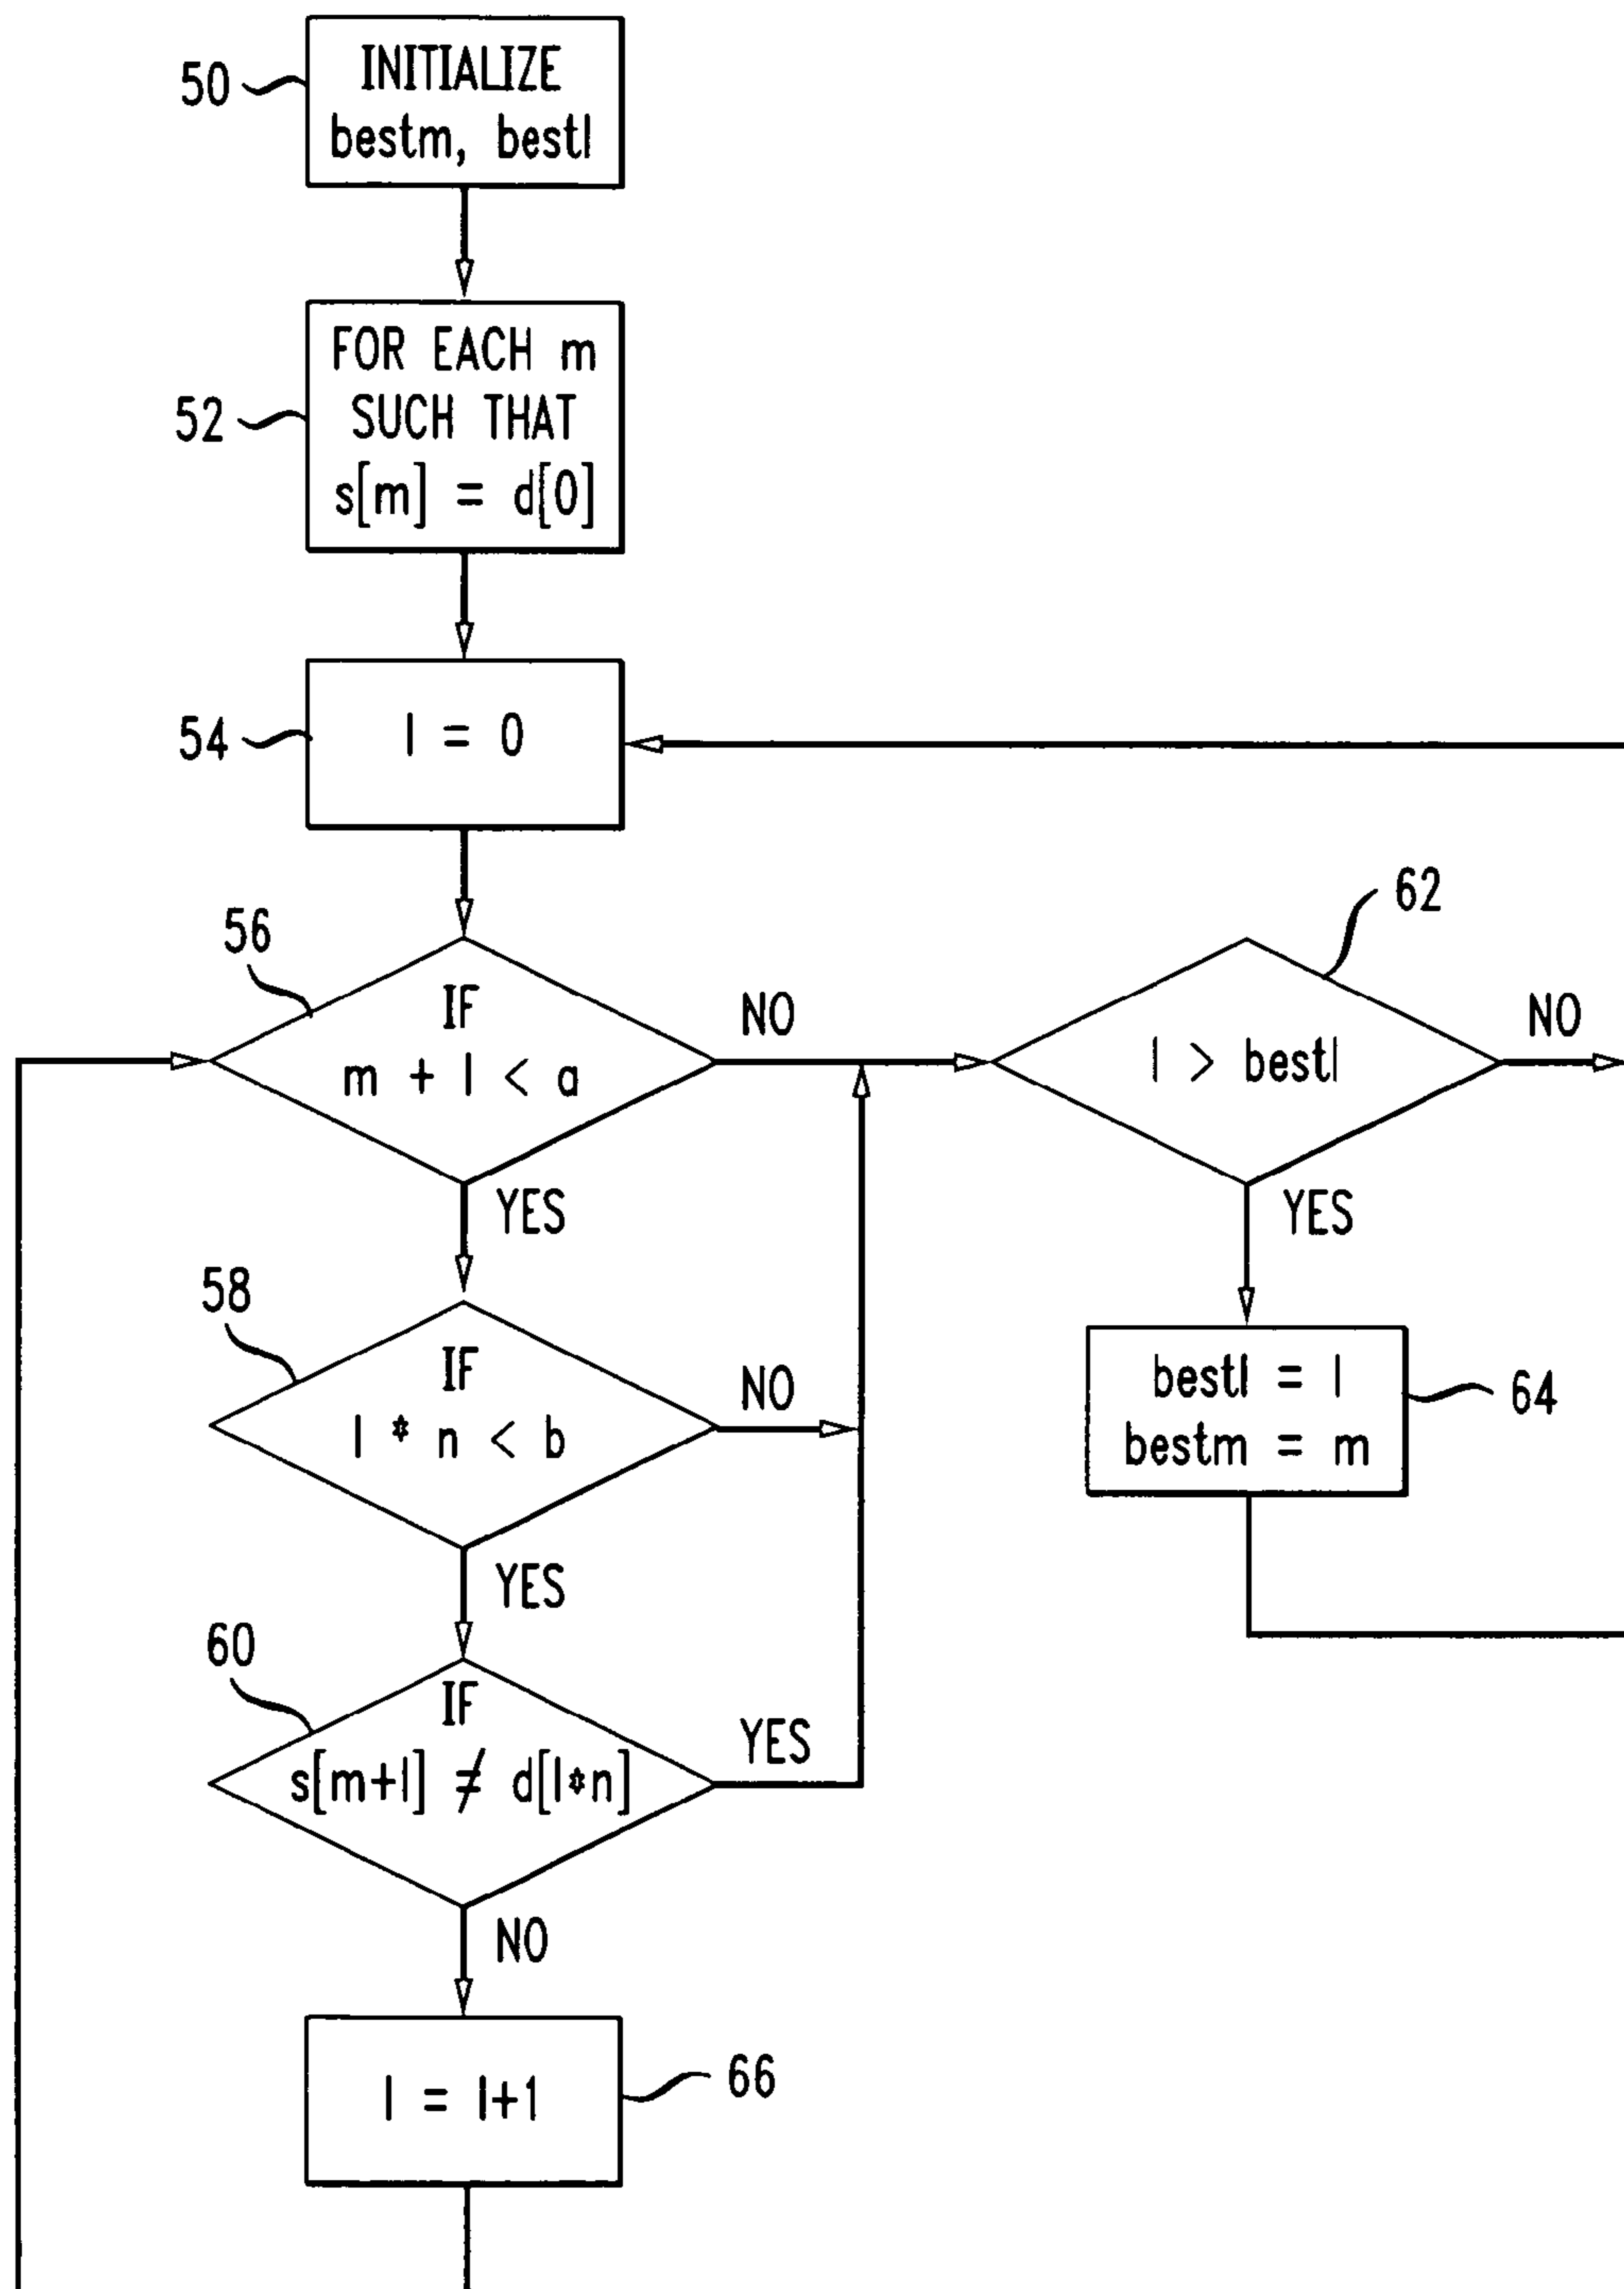 50
INITIALIZE
bestm, bestl
52
FOR EACH m
SUCH THAT
s[m] = d[0]
54
l = 0
56
IF
m + l < a
NO
YES
62
l > bestl
NO
YES
58
IF
l * n < b
NO
YES
bestl = l
bestm = m
64
60
IF
s[m+l] ≠ d[l*n]
YES
NO
l = l+1
66